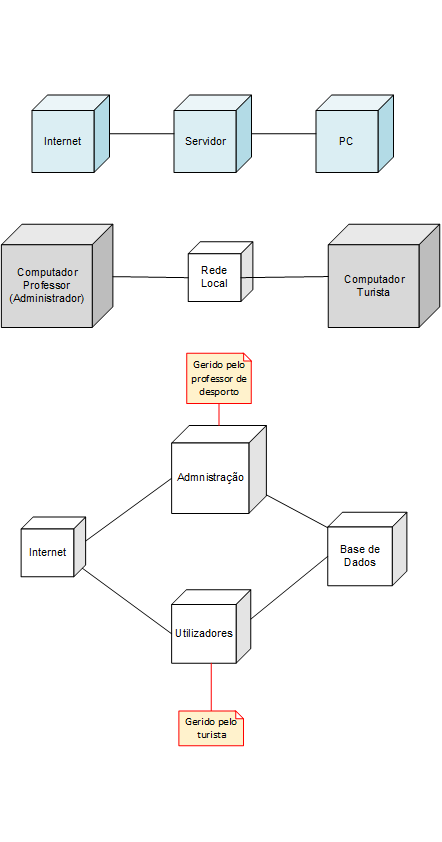 Internet
Servidor
PC
Computador
Professor
(Administrador)
Rede
Local
Computador
Turista
Gerido pelo
professor de
desporto
Admnistração
Internet
Base de
Dados
Utilizadores
Gerido pelo
turista